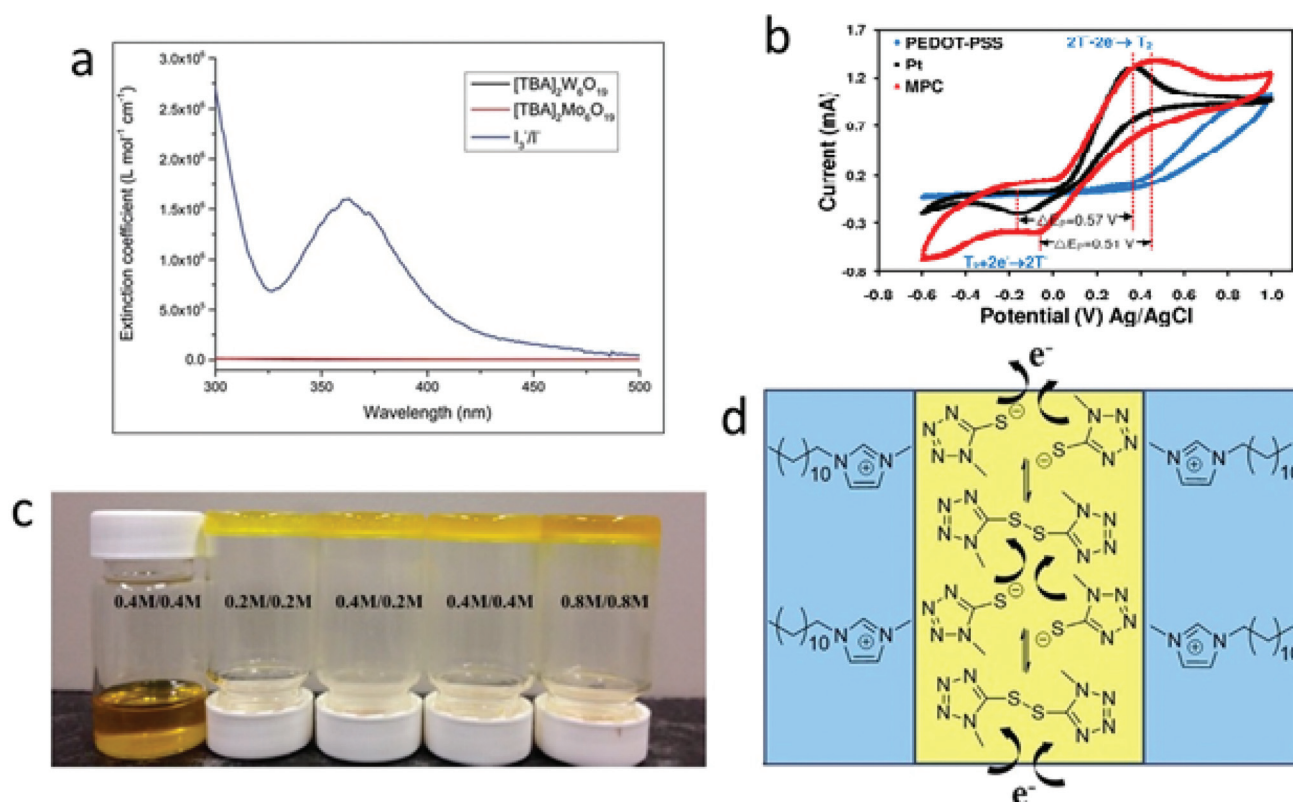 a
3.0x10⁶
2.5x10⁶
2.0x10⁶
1.5x10⁶
1.0x10⁶
5.0x10⁵
0.0
Extinction coefficient (L mol⁻¹ cm⁻¹)
300
350
400
450
500
Wavelength (nm)
[TBA]₂W₆O₁₉
[TBA]₂Mo₆O₁₉
I₃⁻/I⁻
b
1.7
1.2
0.7
0.2
-0.3
-0.8
Current (mA)
PEDOT-PSS
Pt
MPC
2T⁻-2e⁻→ T₂
△Eₚ=0.57 V
△Eₚ=0.51 V
T₂+2e⁻→2T⁻
-0.8
-0.6
-0.4
-0.2
0.0
0.2
0.4
0.6
0.8
1.0
Potential (V) Ag/AgCl
c
0.4M/0.4M
0.2M/0.2M
0.4M/0.2M
0.4M/0.4M
0.8M/0.8M
d
e⁻
N N N N S ⊖
S ⊖ N N N N
10 N ⊕ N
N ⊕ N 10
N N N N S S N N N N
N N N N S ⊖
S ⊖ N N N N
10 N ⊕ N
N ⊕ N 10
N N N N S S N N N N
e⁻